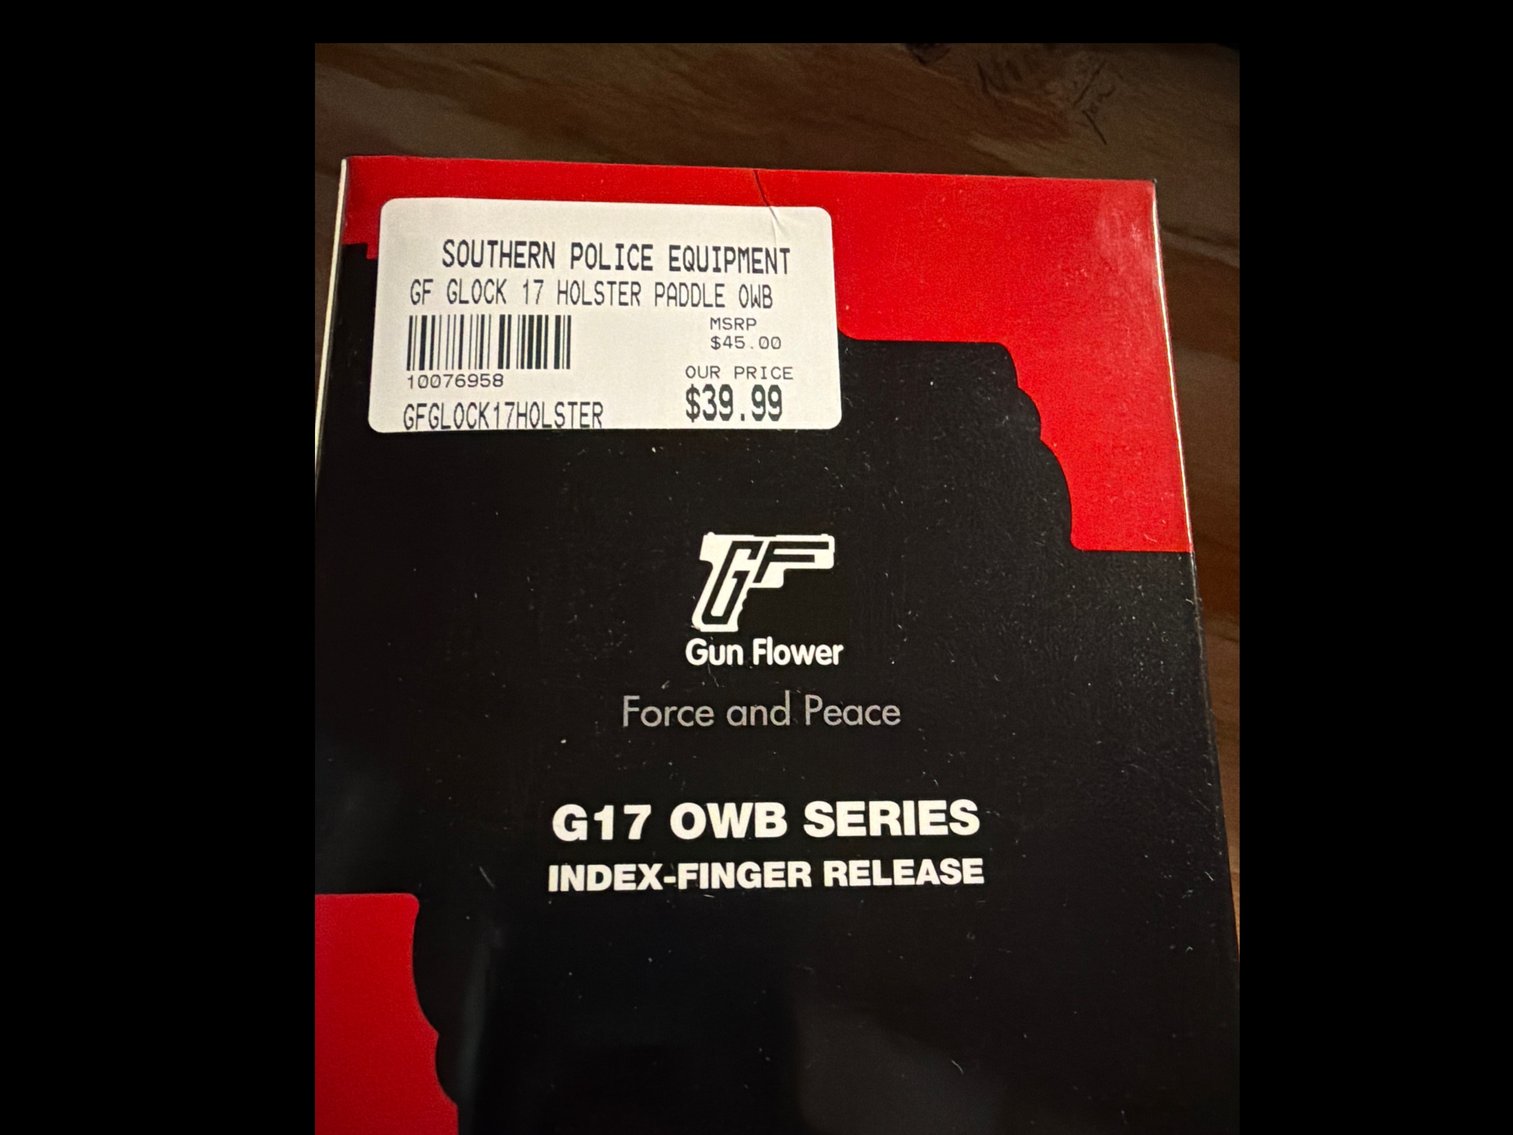 SOUTHERN POLICE EQUIPMENT
GF GLOCK 17 HOLSTER PADDLE OWB
MSRP
$45.00
10076958
OUR PRICE
$39.99
GFGLOCK17HOLSTER
GF
Gun Flower
Force and Peace
G17 OWB SERIES
INDEX-FINGER RELEASE